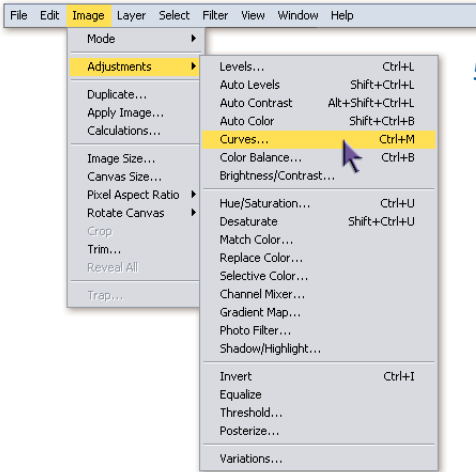 File Edit Image Layer Select Filter View Window Help
Mode
Adjustments
Duplicate...
Apply Image...
Calculations...
Image Size...
Canvas Size...
Pixel Aspect Ratio
Rotate Canvas
Crop
Trim...
Reveal All
Trap...
Levels... Ctrl+L
Auto Levels Shift+Ctrl+L
Auto Contrast Alt+Shift+Ctrl+L
Auto Color Shift+Ctrl+B
Curves... Ctrl+M
Color Balance... Ctrl+B
Brightness/Contrast...
Hue/Saturation... Ctrl+U
Desaturate Shift+Ctrl+U
Match Color...
Replace Color...
Selective Color...
Channel Mixer...
Gradient Map...
Photo Filter...
Shadow/Highlight...
Invert Ctrl+I
Equalize
Threshold...
Posterize...
Variations...